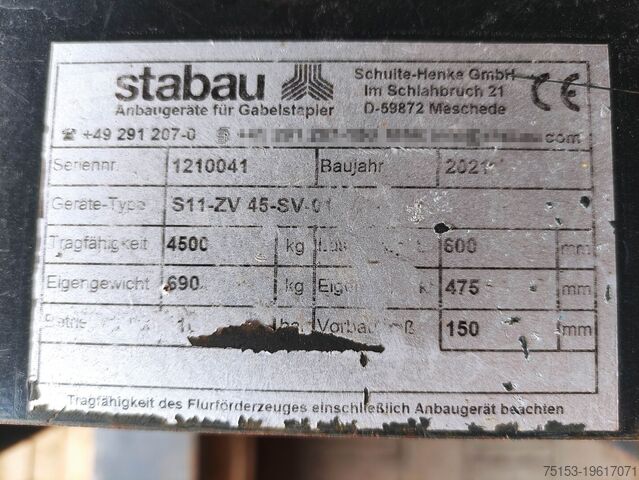 stabau
Anbaugeräte für Gabelstapler
Schulte-Henke GmbH
Im Schlahbruch 21
D-59872 Meschede
CE
☎ +49 291 207-0 com
Seriennr. 1210041 Baujahr 2021
Geräte-Type S11-ZV 45-SV-01
Tragfähigkeit 4500 kg 600 mm
Eigengewicht 690 kg 475 mm
150 mm
Tragfähigkeit des Flurförderzeuges einschließlich Anbaugerät beachten
75153-19617071